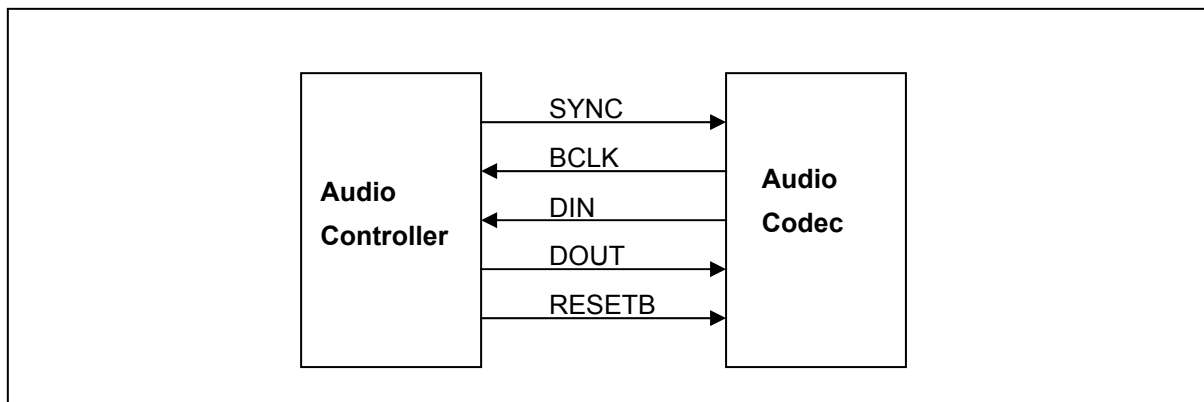 SYNC
BCLK
DIN
DOUT
RESETB
Audio
Controller
Audio
Codec